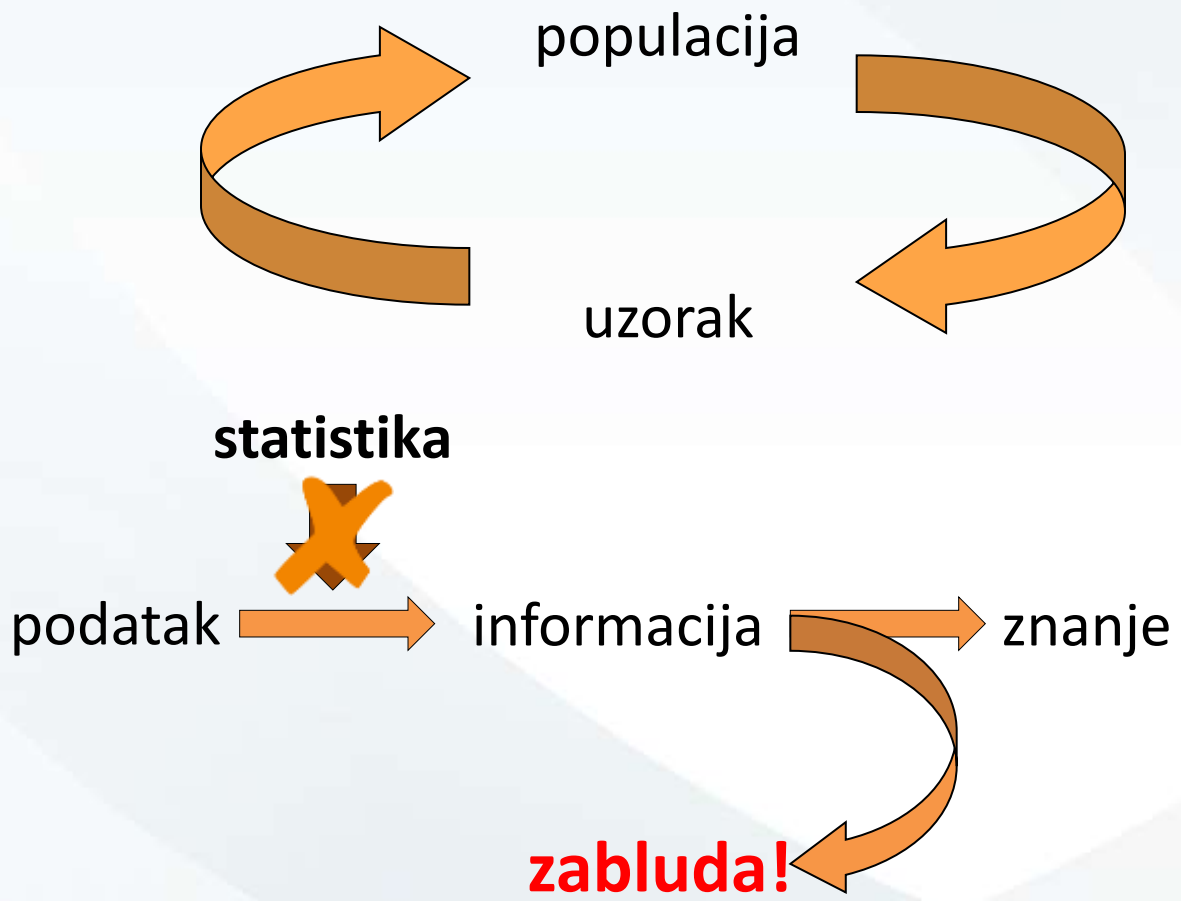 populacija
uzorak
statistika
podatak informacija znanje
zabluda!